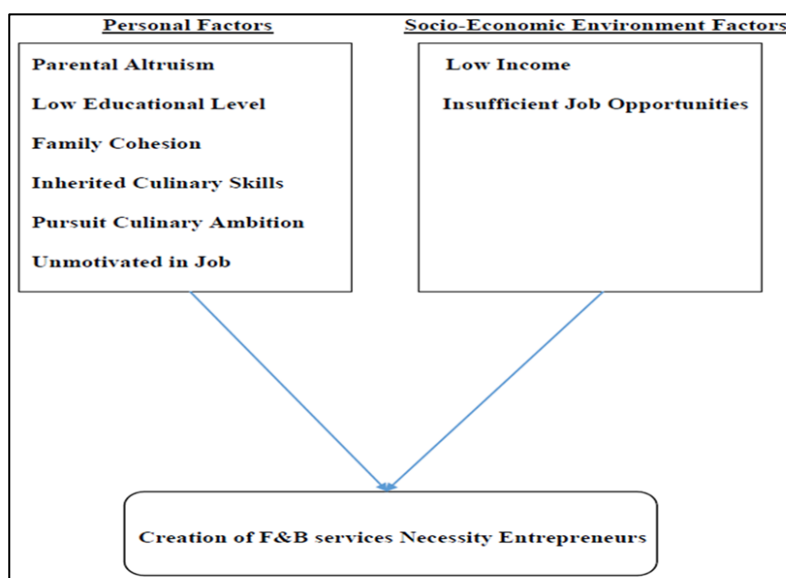 Personal Factors
Parental Altruism
Low Educational Level
Family Cohesion
Inherited Culinary Skills
Pursuit Culinary Ambition
Unmotivated in Job
Socio-Economic Environment Factors
Low Income
Insufficient Job Opportunities
Creation of F&B services Necessity Entrepreneurs